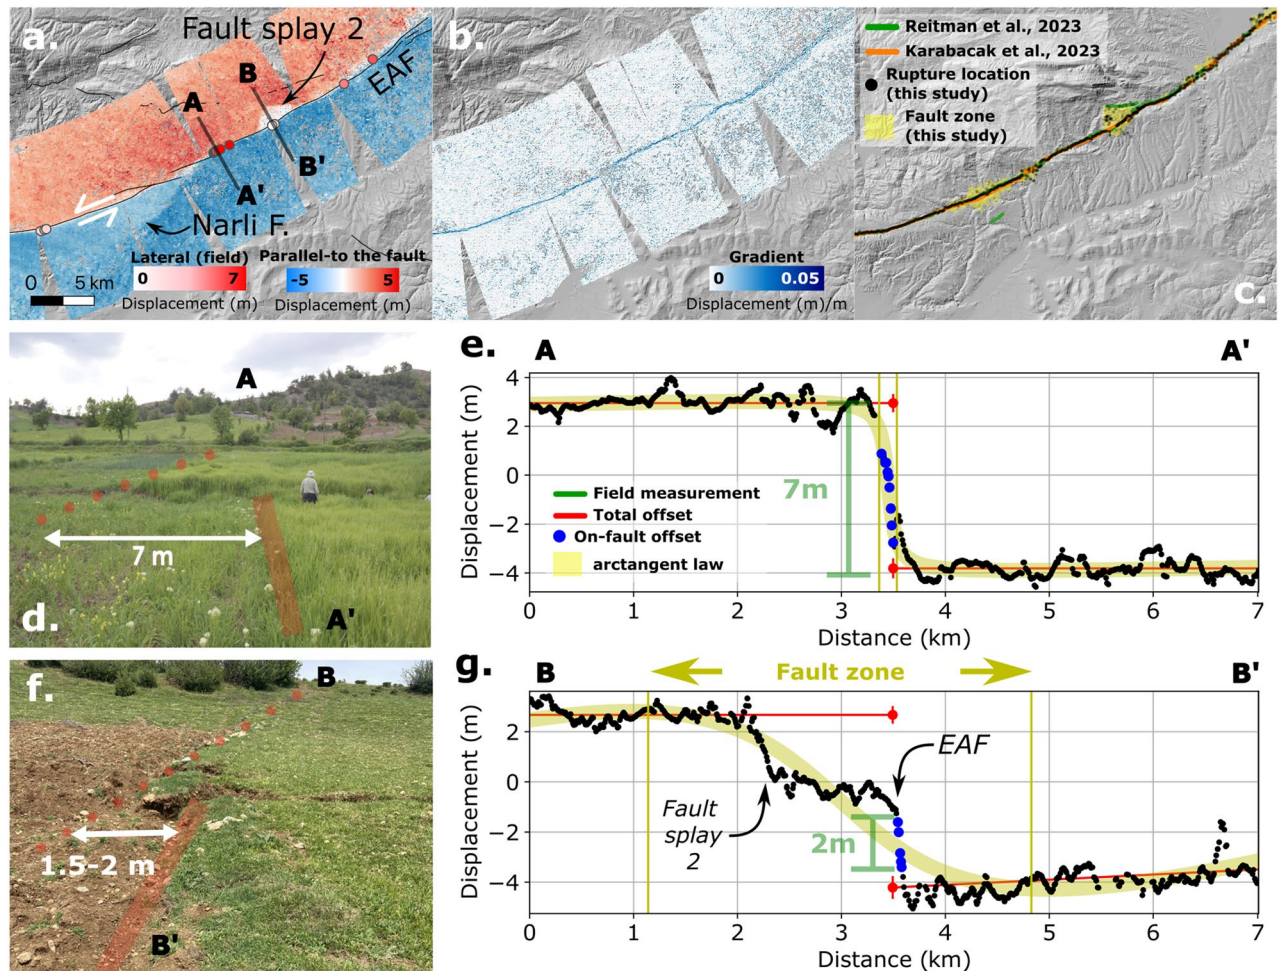 a.
Fault splay 2
B
EAF
A
B'
A'
Narli F.
Lateral (field)
0 7
Displacement (m)
Parallel-to the fault
-5 5
Displacement (m)
0 5 km
b.
Gradient
0 0.05
Displacement (m)/m
Reitman et al., 2023
Karabacak et al., 2023
Rupture location
(this study)
Fault zone
(this study)
c.
A
7 m
d.
A'
e.
A
A'
Displacement (m)
4
2
0
−2
−4
7m
Field measurement
Total offset
On-fault offset
arctangent law
0 1 2 3 4 5 6 7
Distance (km)
f.
B
1.5-2 m
B'
g.
B
Fault zone
B'
Displacement (m)
2
0
−2
−4
EAF
Fault
splay
2
2m
0 1 2 3 4 5 6 7
Distance (km)